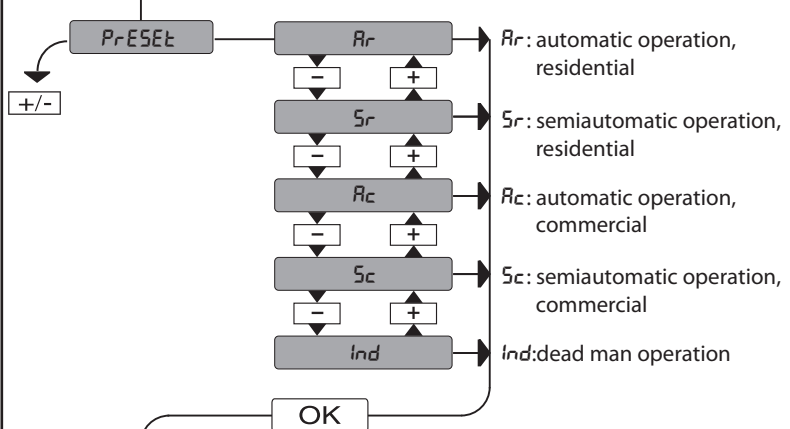 PrESEt
Ar
Ar: automatic operation,
residential
+/-
− +
Sr
Sr: semiautomatic operation,
residential
− +
Ac
Ac: automatic operation,
commercial
− +
Sc
Sc: semiautomatic operation,
commercial
− +
Ind
Ind:dead man operation
OK